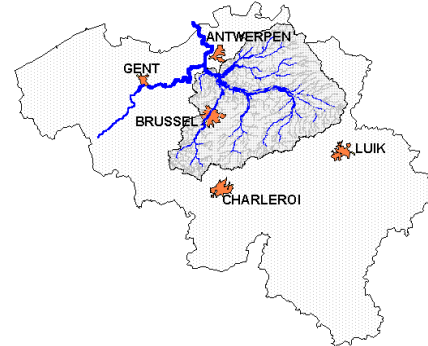 ANTWERPEN
GENT
BRUSSEL
LUIK
CHARLEROI